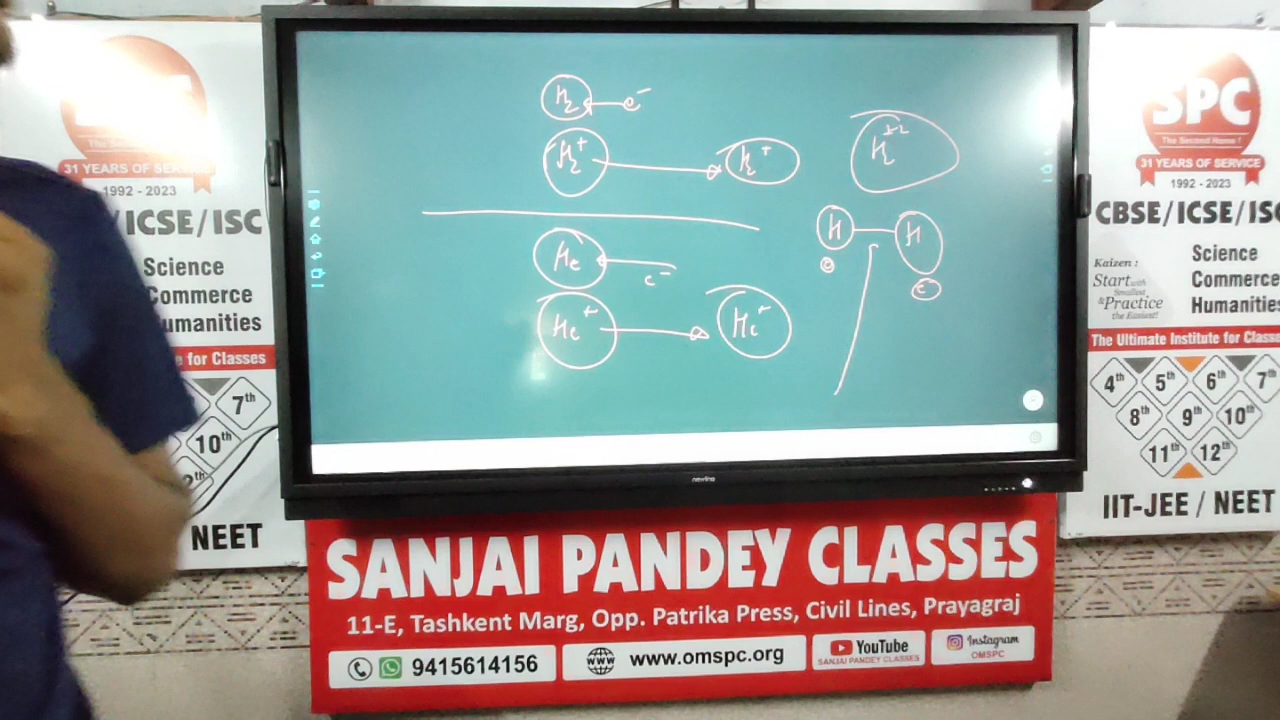 31 YEARS OF SERVICE
1992 - 2023
/ICSE/ISC
Science
Commerce
umanities
e for Classes
7th
10th
NEET
H2 e-
H2+ H2+
He e-
He+ He+
H H
e
newline
SPC
The Second Name !
31 YEARS OF SERVICE
1992 - 2023
CBSE/ICSE/ISC
Kaizen :
Start with
Smallest
& Practice
the Easiest!
Science
Commerce
Humanities
The Ultimate Institute for Classe
4th 5th 6th 7th
8th 9th 10th
11th 12th
IIT-JEE / NEET
SANJAI PANDEY CLASSES
11-E, Tashkent Marg, Opp. Patrika Press, Civil Lines, Prayagraj
9415614156
www.omspc.org
YouTube
SANJAI PANDEY CLASSES
Instagram
OMSPC